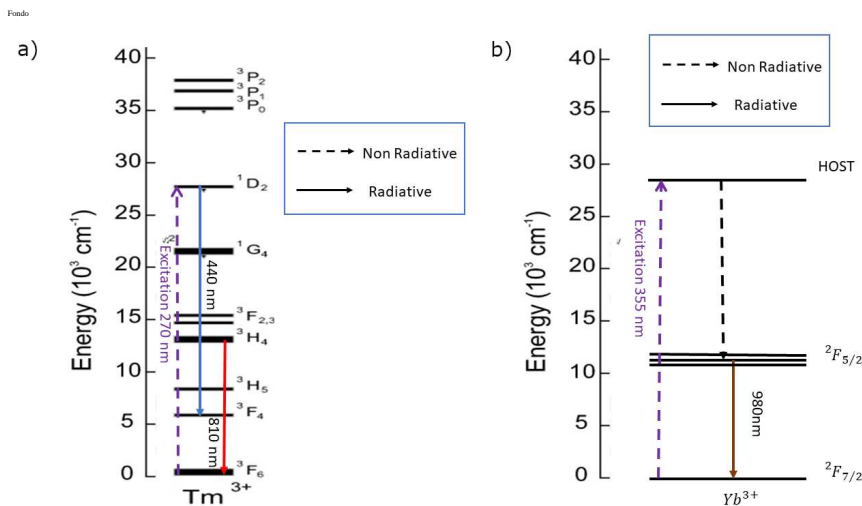 Fondo
a)
40
35
30
25
20
15
10
5
0
Energy (10³ cm⁻¹)
³P₂
³P₁
³P₀
¹D₂
¹G₄
³F₂,₃
³H₄
³H₅
³F₄
³F₆
Excitation 270 nm
440 nm
810 nm
Tm³⁺
Non Radiative
Radiative
b)
40
35
30
25
20
15
10
5
0
Energy (10³ cm⁻¹)
Non Radiative
Radiative
HOST
Excitation 355 nm
²F₅/₂
980nm
²F₇/₂
Yb³⁺